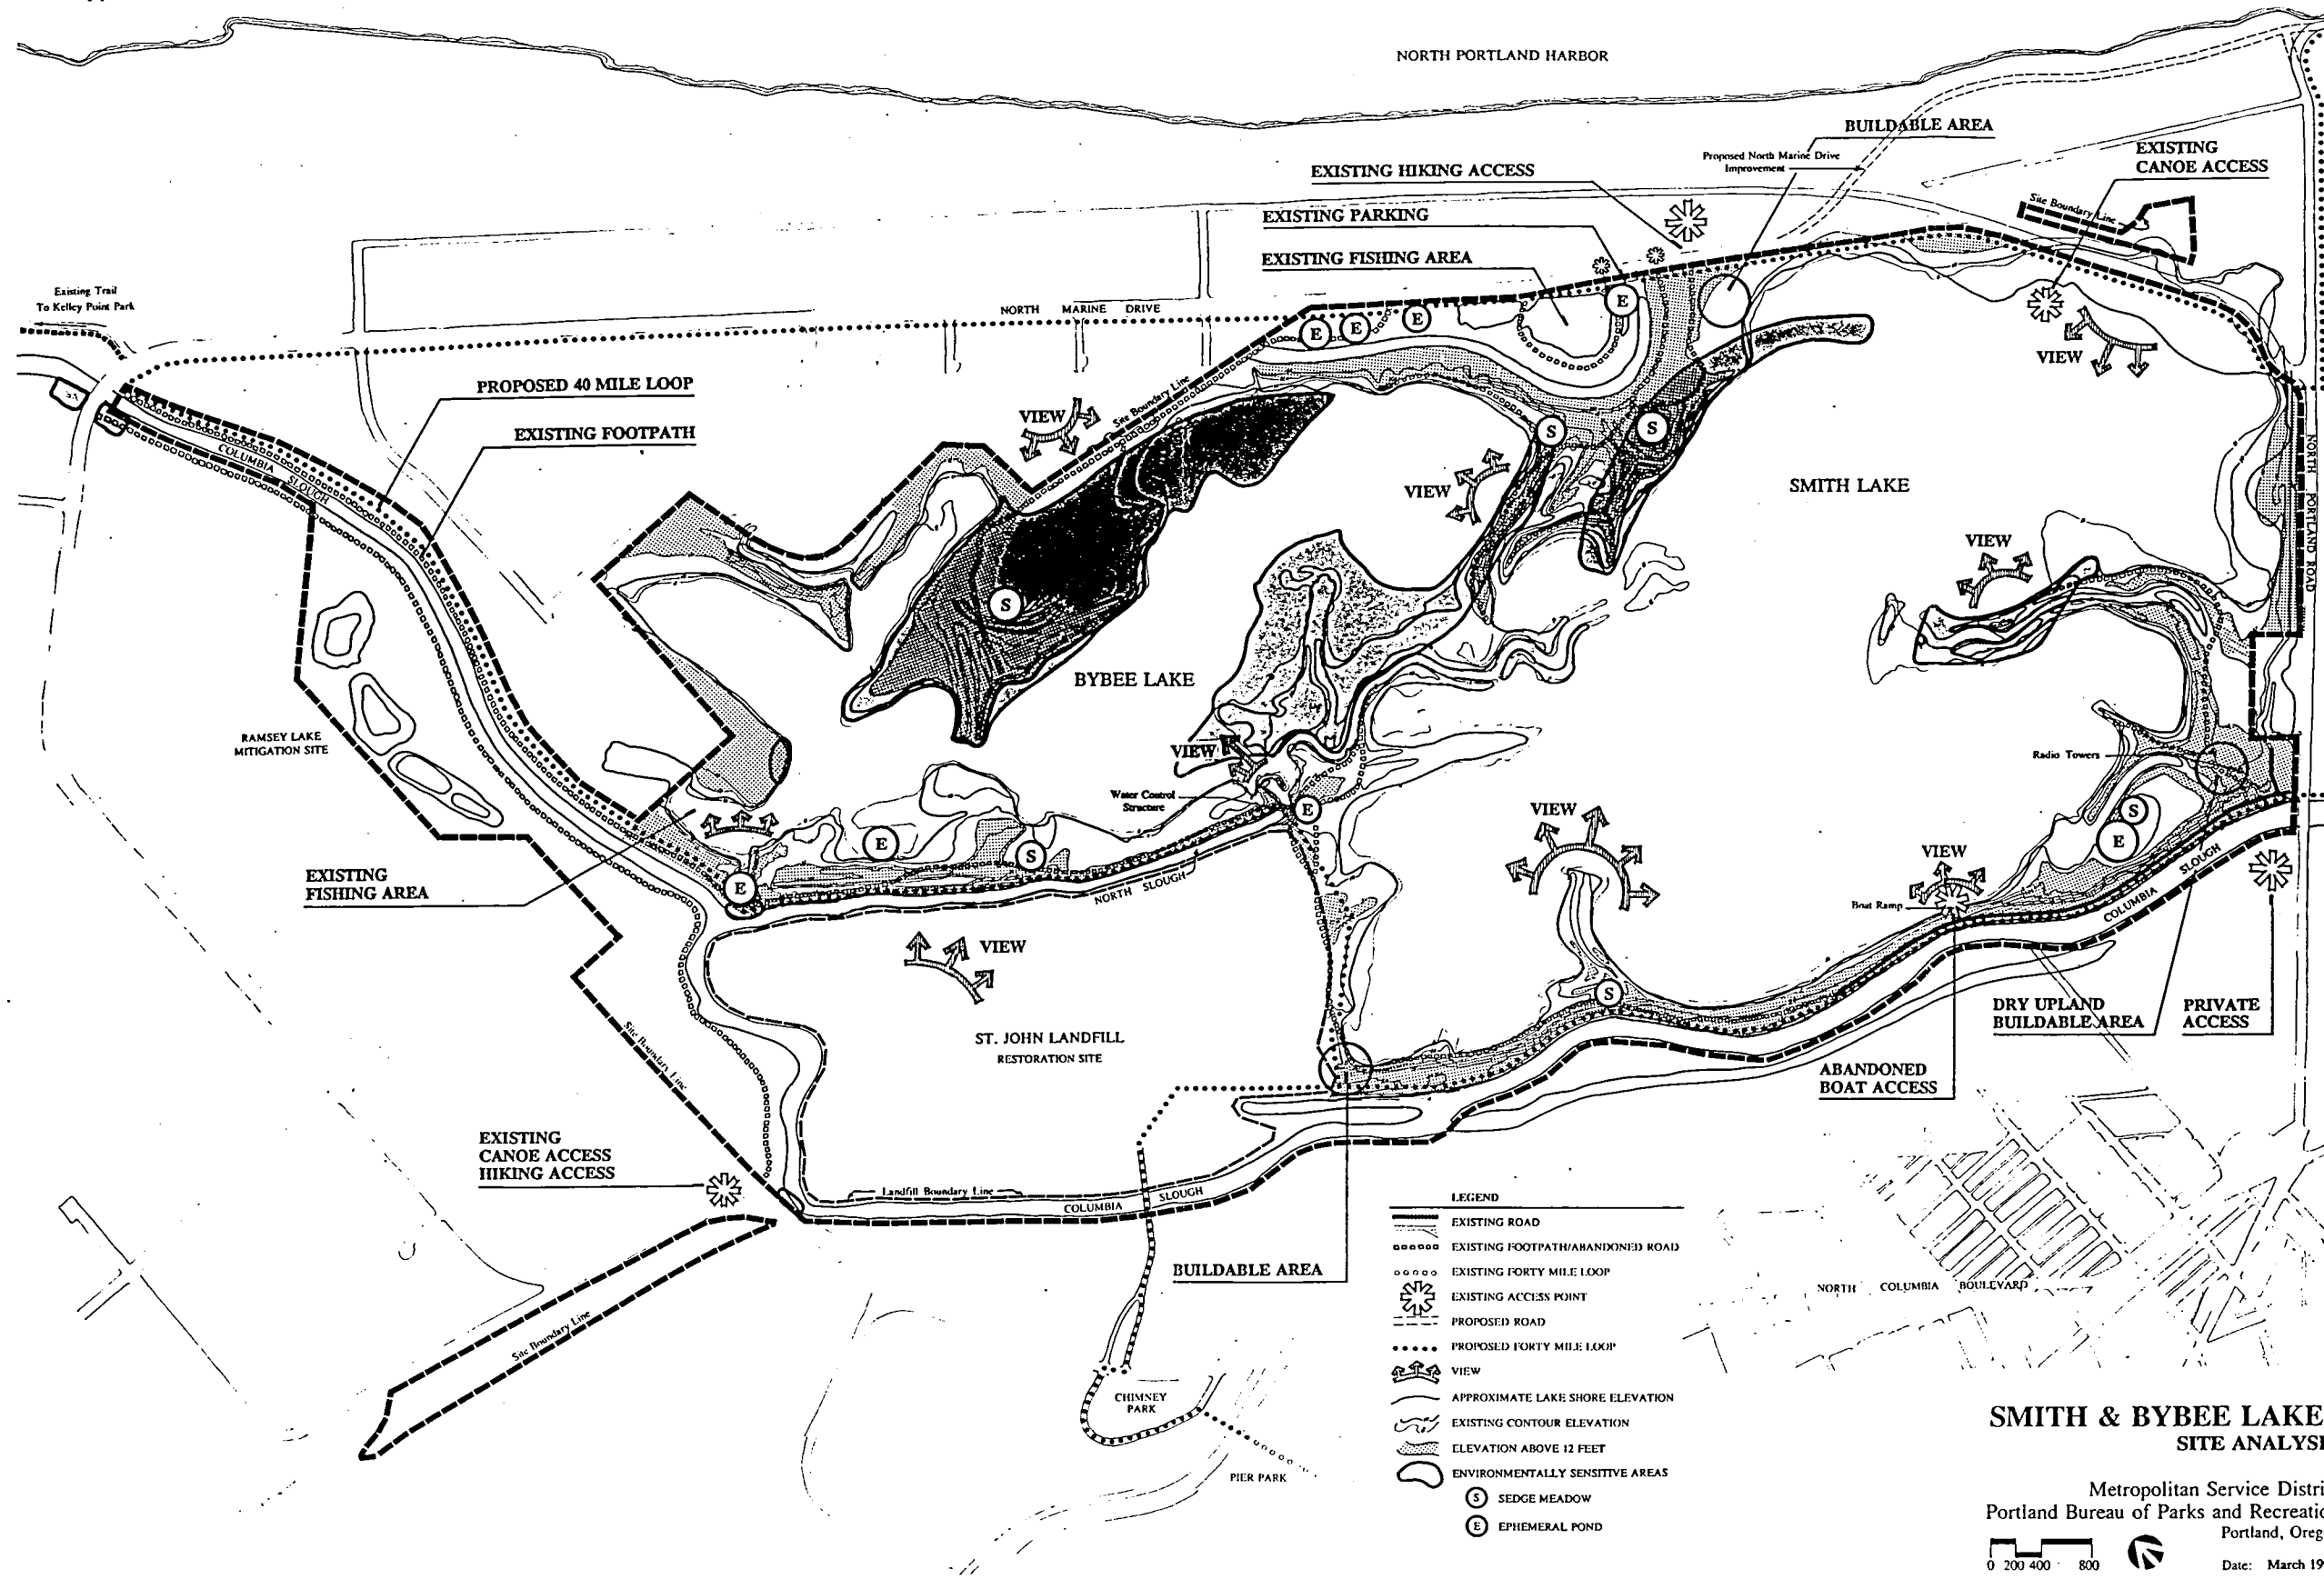 NORTH PORTLAND HARBOR
BUILDABLE AREA
Proposed North Marine Drive
Improvement
EXISTING
CANOE ACCESS
EXISTING HIKING ACCESS
EXISTING PARKING
EXISTING FISHING AREA
Site Boundary Line
Existing Trail
To Kelley Point Park
NORTH MARINE DRIVE
E
E
E
E
VIEW
PROPOSED 40 MILE LOOP
EXISTING FOOTPATH
VIEW
Site Boundary Line
COLUMBIA
SLOUGH
S
S
VIEW
SMITH LAKE
NORTH PORTLAND ROAD
VIEW
S
BYBEE LAKE
RAMSEY LAKE
MITIGATION SITE
VIEW
Water Control
Structure
E
Radio Towers
VIEW
S
E
E
S
E
EXISTING
FISHING AREA
NORTH SLOUGH
VIEW
Boat Ramp
COLUMBIA SLOUGH
VIEW
S
ST. JOHN LANDFILL
RESTORATION SITE
DRY UPLAND
BUILDABLE AREA
PRIVATE
ACCESS
Site Boundary Line
ABANDONED
BOAT ACCESS
EXISTING
CANOE ACCESS
HIKING ACCESS
Landfill Boundary Line
COLUMBIA SLOUGH
BUILDABLE AREA
Site Boundary Line
LEGEND
EXISTING ROAD
EXISTING FOOTPATH/ABANDONED ROAD
EXISTING FORTY MILE LOOP
EXISTING ACCESS POINT
PROPOSED ROAD
PROPOSED FORTY MILE LOOP
VIEW
APPROXIMATE LAKE SHORE ELEVATION
EXISTING CONTOUR ELEVATION
ELEVATION ABOVE 12 FEET
ENVIRONMENTALLY SENSITIVE AREAS
S SEDGE MEADOW
E EPHEMERAL POND
NORTH COLUMBIA BOULEVARD
CHIMNEY
PARK
PIER PARK
SMITH & BYBEE LAKE
SITE ANALYSI
Metropolitan Service Distri
Portland Bureau of Parks and Recreatio
Portland, Oreg
0 200 400 800
Date: March 19